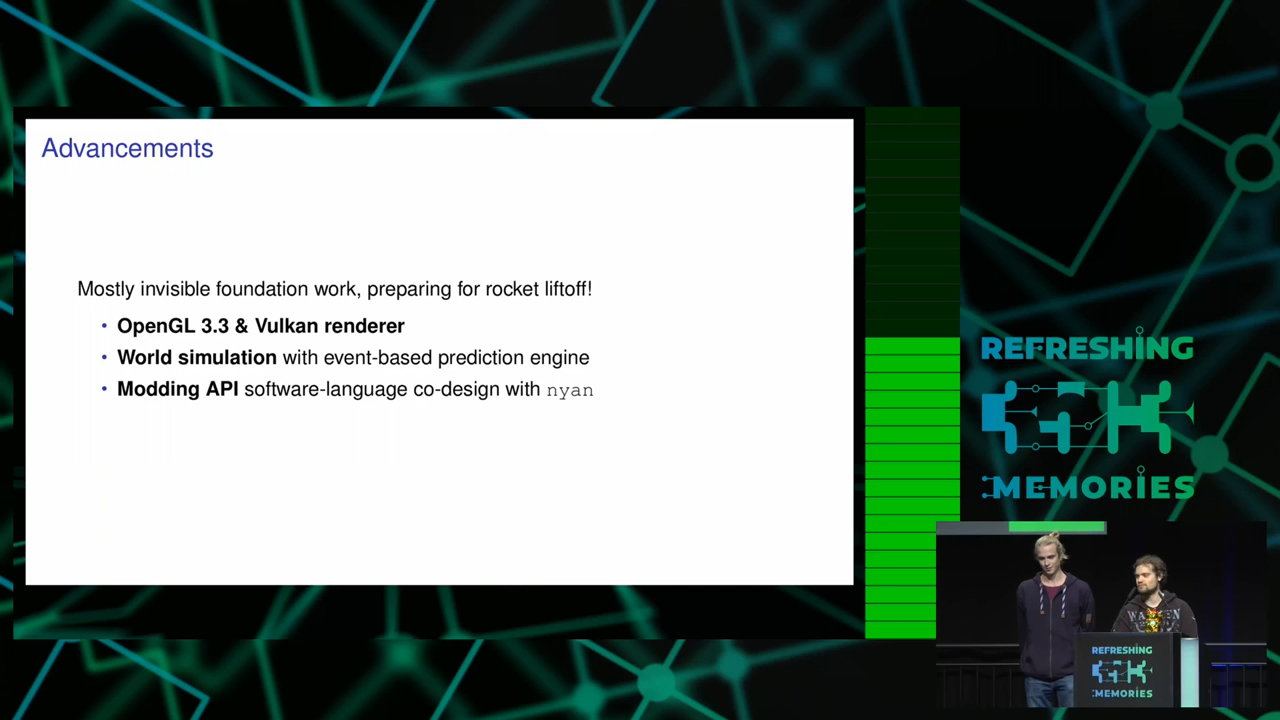 Advancements
Mostly invisible foundation work, preparing for rocket liftoff!
• OpenGL 3.3 & Vulkan renderer
• World simulation with event-based prediction engine
• Modding API software-language co-design with nyan
REFRESHING
MEMORIES
REFRESHING
MEMORIES